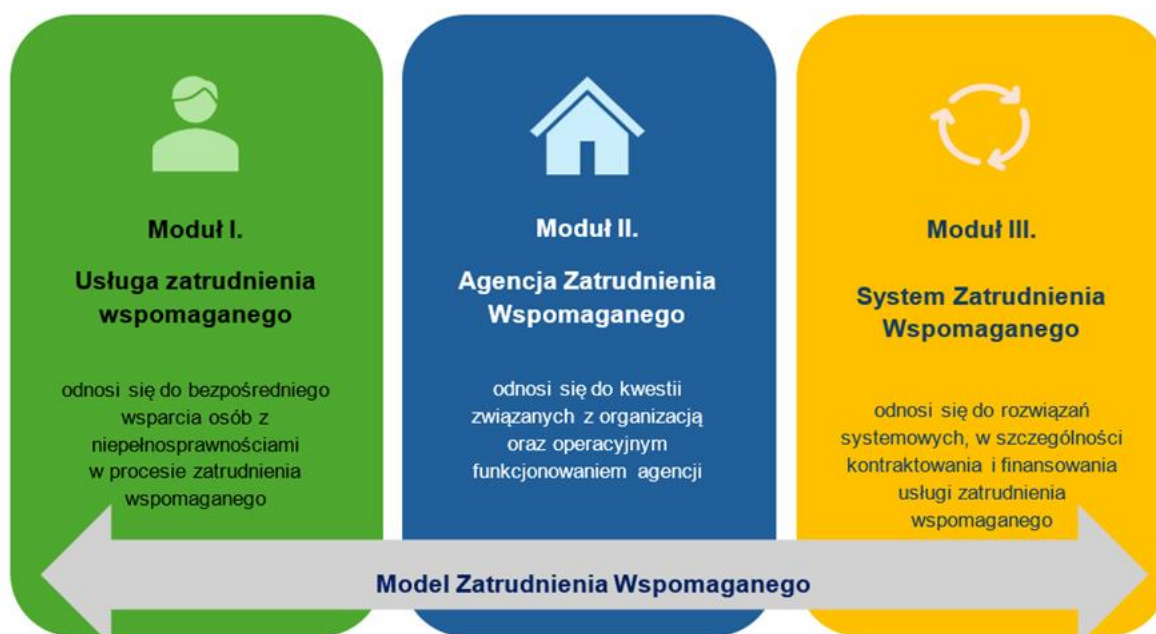 Moduł I.
Usługa zatrudnienia
wspomaganego
odnosi się do bezpośredniego
wsparcia osób z
niepełnosprawnościami
w procesie zatrudnienia
wspomaganego
Moduł II.
Agencja Zatrudnienia
Wspomaganego
odnosi się do kwestii
związanych z organizacją
oraz operacyjnym
funkcjonowaniem agencji
Moduł III.
System Zatrudnienia
Wspomaganego
odnosi się do rozwiązań
systemowych, w szczególności
kontraktowania i finansowania
usługi zatrudnienia
wspomaganego
Model Zatrudnienia Wspomaganego